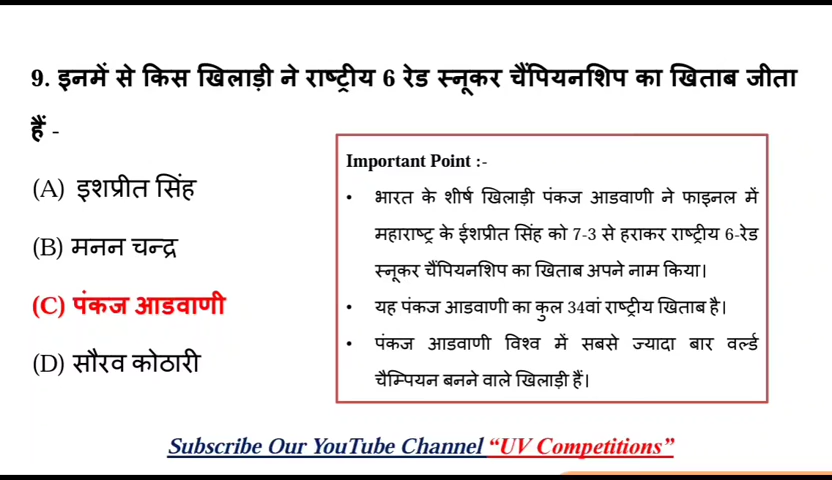 9. इनमें से किस खिलाड़ी ने राष्ट्रीय 6 रेड स्नूकर चैंपियनशिप का खिताब जीता
हैं -
(A) इशप्रीत सिंह
(B) मनन चन्द्र
(C) पंकज आडवाणी
(D) सौरव कोठारी
Important Point :-
• भारत के शीर्ष खिलाड़ी पंकज आडवाणी ने फाइनल में
महाराष्ट्र के ईशप्रीत सिंह को 7-3 से हराकर राष्ट्रीय 6-रेड
स्नूकर चैंपियनशिप का खिताब अपने नाम किया।
• यह पंकज आडवाणी का कुल 34वां राष्ट्रीय खिताब है।
• पंकज आडवाणी विश्व में सबसे ज्यादा बार वर्ल्ड
चैम्पियन बनने वाले खिलाड़ी हैं।
Subscribe Our YouTube Channel “UV Competitions”